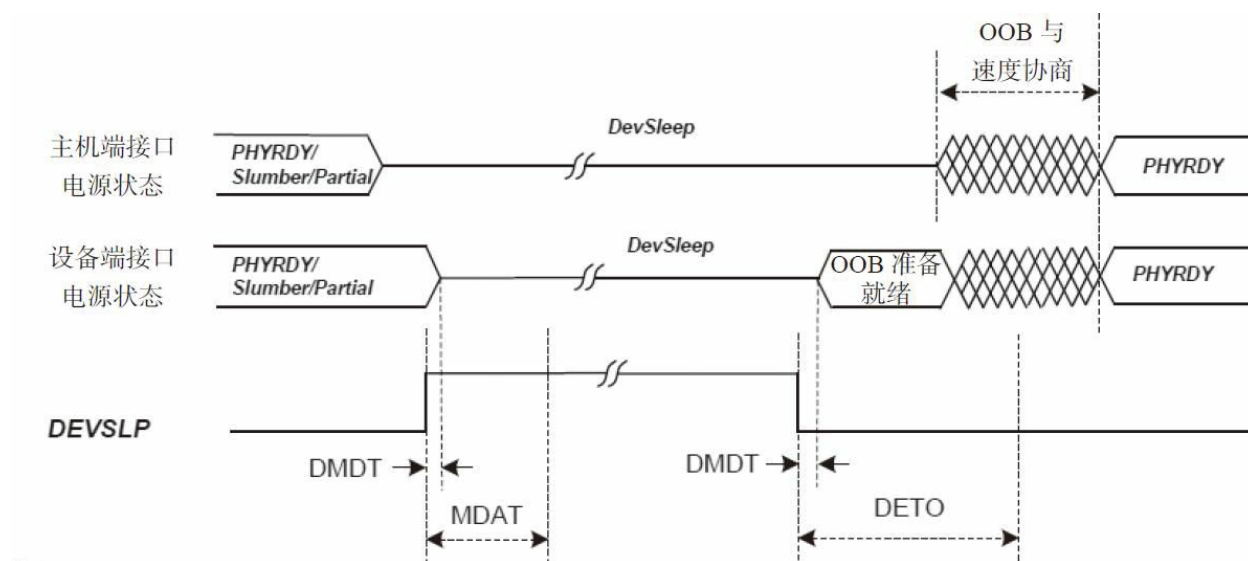 OOB 与
速度协商
主机端接口
电源状态
PHYRDY/
Slumber/Partial
DevSleep
PHYRDY
设备端接口
电源状态
PHYRDY/
Slumber/Partial
DevSleep
OOB 准备
就绪
PHYRDY
DEVSLP
DMDT
DMDT
MDAT
DETO